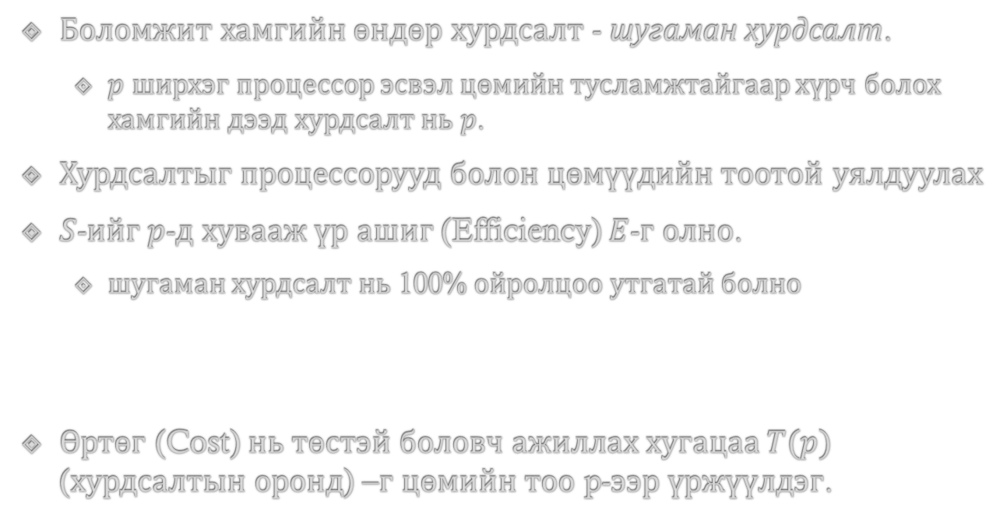 Боломжит хамгийн өндөр хурдсалт - шугаман хурдсалт.
p ширхэг процессор эсвэл цөмийн тусламжтайгаар хүрч болох
хамгийн дээд хурдсалт нь p.
Хурдсалтыг процессорууд болон цөмүүдийн тоотой уялдуулах
S-ийг p-д хувааж үр ашиг (Efficiency) E-г олно.
шугаман хурдсалт нь 100% ойролцоо утгатай болно
Өртөг (Cost) нь төстэй боловч ажиллах хугацаа T(p)
(хурдсалтын оронд) –г цөмийн тоо p-ээр үржүүлдэг.